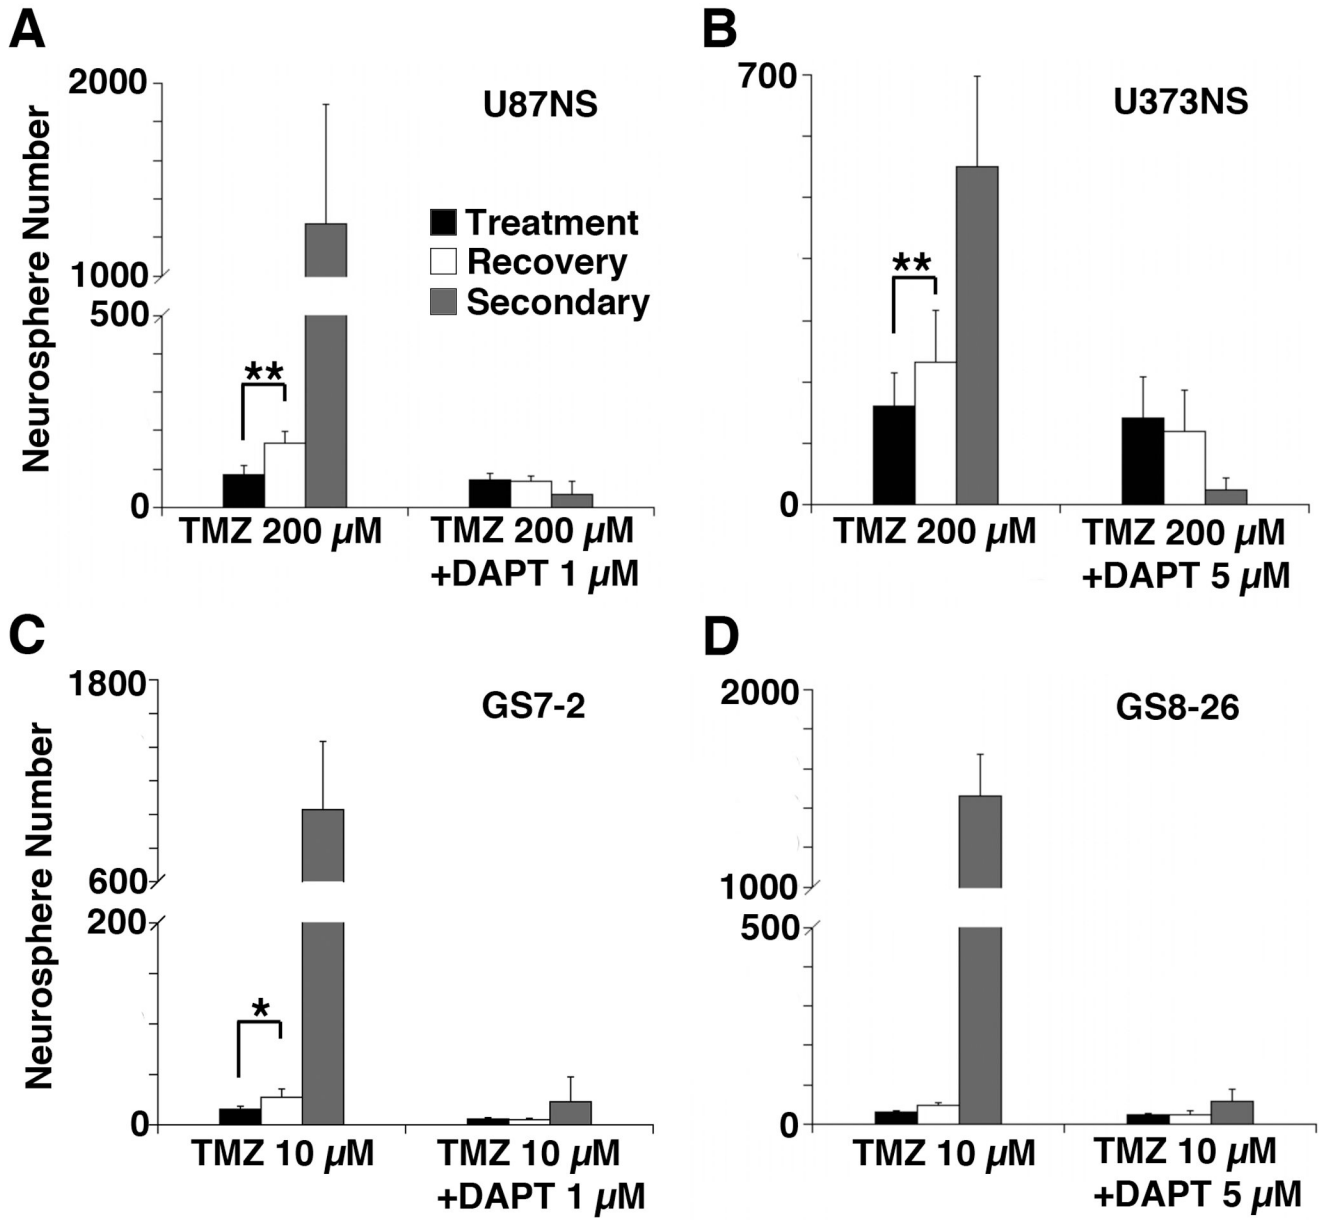 A
Neurosphere Number
2000
1000
500
0
U87NS
Treatment
Recovery
Secondary
**
TMZ 200 µM
TMZ 200 µM
+DAPT 1 µM
B
700
0
U373NS
**
TMZ 200 µM
TMZ 200 µM
+DAPT 5 µM
C
Neurosphere Number
1800
600
200
0
GS7-2
*
TMZ 10 µM
TMZ 10 µM
+DAPT 1 µM
D
2000
1000
500
0
GS8-26
TMZ 10 µM
TMZ 10 µM
+DAPT 5 µM